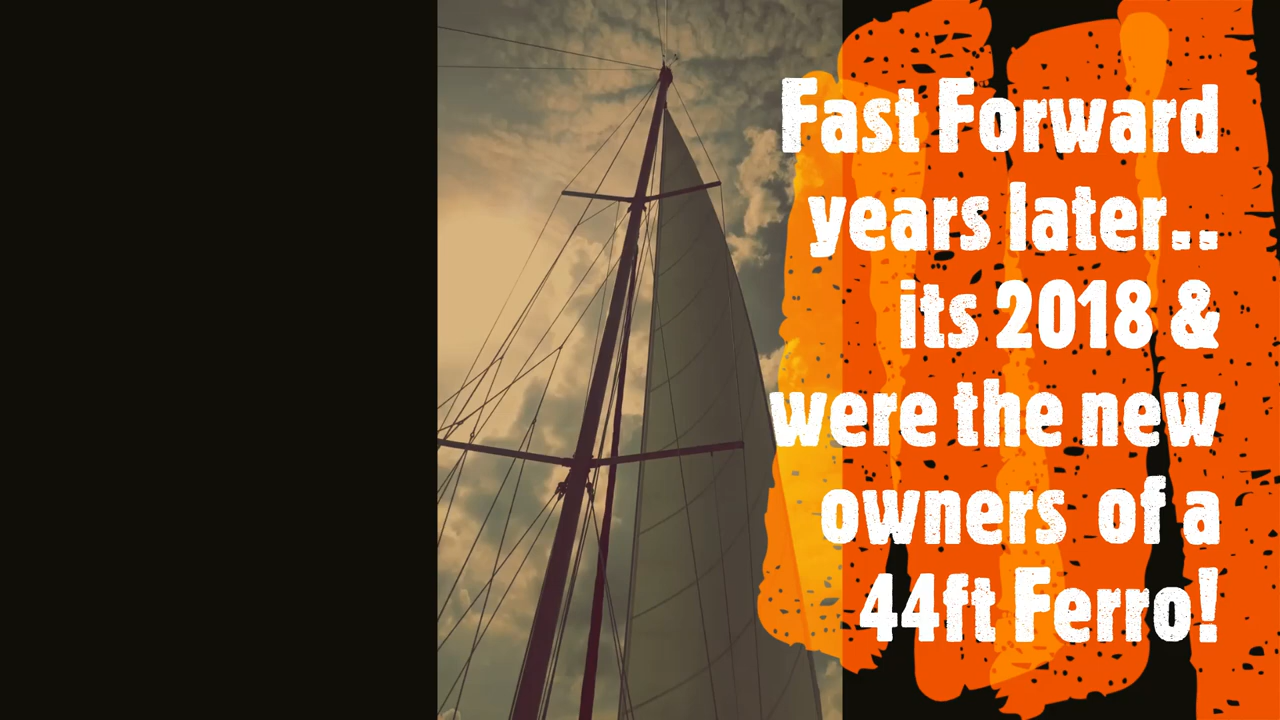 Fast Forward
years later..
its 2018 &
were the new
owners of a
44ft Ferro!